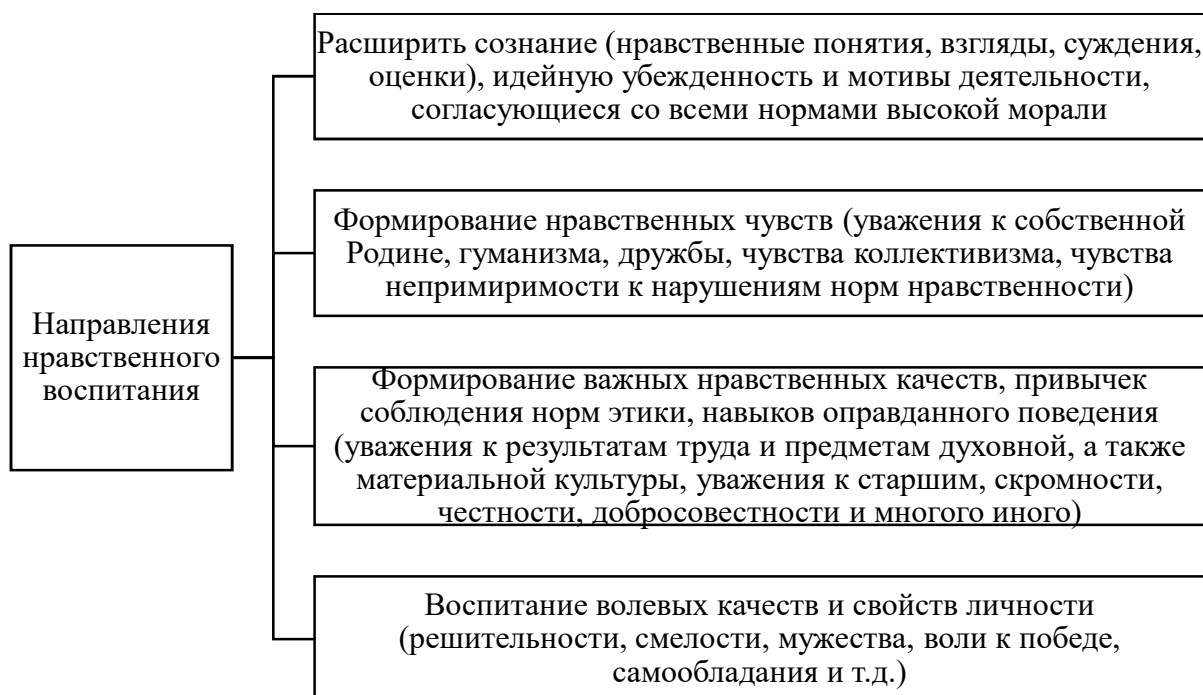 Расширить сознание (нравственные понятия, взгляды, суждения,
оценки), идейную убежденность и мотивы деятельности,
согласующиеся со всеми нормами высокой морали
Формирование нравственных чувств (уважения к собственной
Родине, гуманизма, дружбы, чувства коллективизма, чувства
непримиримости к нарушениям норм нравственности)
Направления
нравственного
воспитания
Формирование важных нравственных качеств, привычек
соблюдения норм этики, навыков оправданного поведения
(уважения к результатам труда и предметам духовной, а также
материальной культуры, уважения к старшим, скромности,
честности, добросовестности и многого иного)
Воспитание волевых качеств и свойств личности
(решительности, смелости, мужества, воли к победе,
самообладания и т.д.)